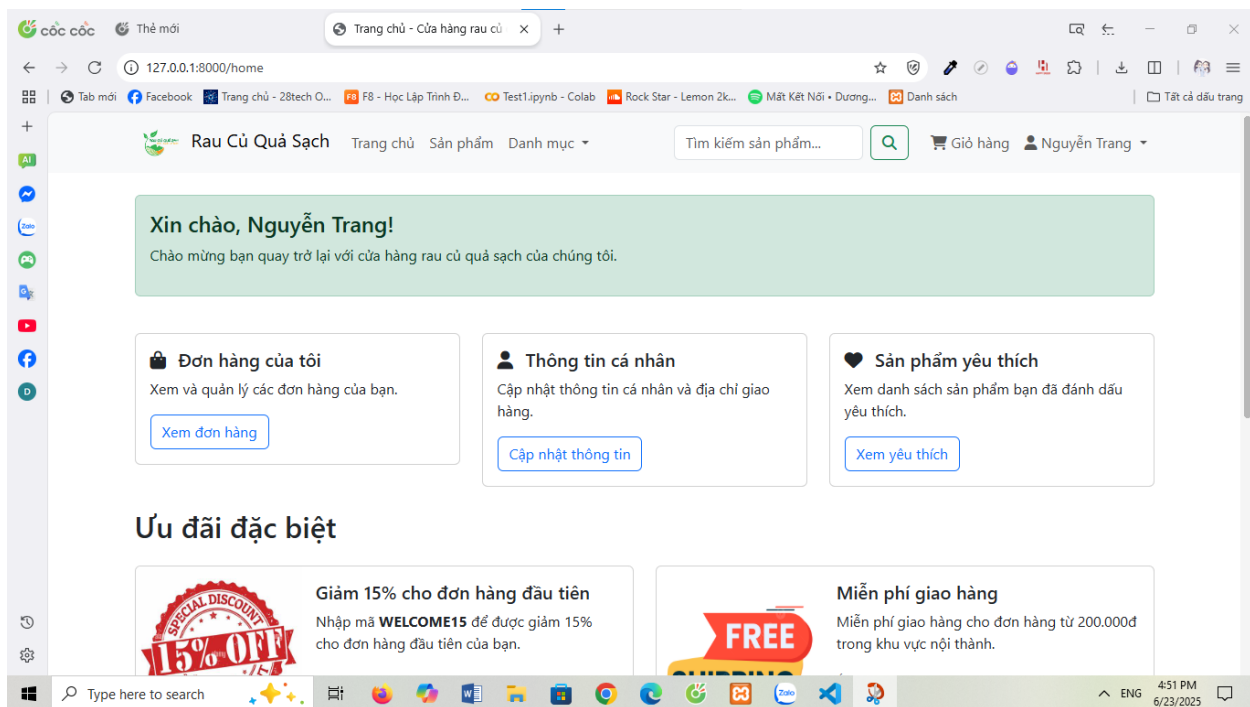 cốc cốc
Thẻ mới
Trang chủ - Cửa hàng rau củ
127.0.0.1:8000/home
Tab mới
Facebook
Trang chủ - 28tech O...
F8 - Học Lập Trình Đ...
Test1.ipynb - Colab
Rock Star - Lemon 2k...
Mất Kết Nối • Dương...
Danh sách
Tất cả dấu trang
Rau Củ Quả Sạch
Trang chủ
Sản phẩm
Danh mục
Tìm kiếm sản phẩm...
Giỏ hàng
Nguyễn Trang
Xin chào, Nguyễn Trang!
Chào mừng bạn quay trở lại với cửa hàng rau củ quả sạch của chúng tôi.
Đơn hàng của tôi
Xem và quản lý các đơn hàng của bạn.
Xem đơn hàng
Thông tin cá nhân
Cập nhật thông tin cá nhân và địa chỉ giao
hàng.
Cập nhật thông tin
Sản phẩm yêu thích
Xem danh sách sản phẩm bạn đã đánh dấu
yêu thích.
Xem yêu thích
Ưu đãi đặc biệt
SPECIAL DISCOUNT
15% OFF
Giảm 15% cho đơn hàng đầu tiên
Nhập mã WELCOME15 để được giảm 15%
cho đơn hàng đầu tiên của bạn.
FREE
SHIPPING
Miễn phí giao hàng
Miễn phí giao hàng cho đơn hàng từ 200.000đ
trong khu vực nội thành.
Type here to search
ENG
4:51 PM
6/23/2025